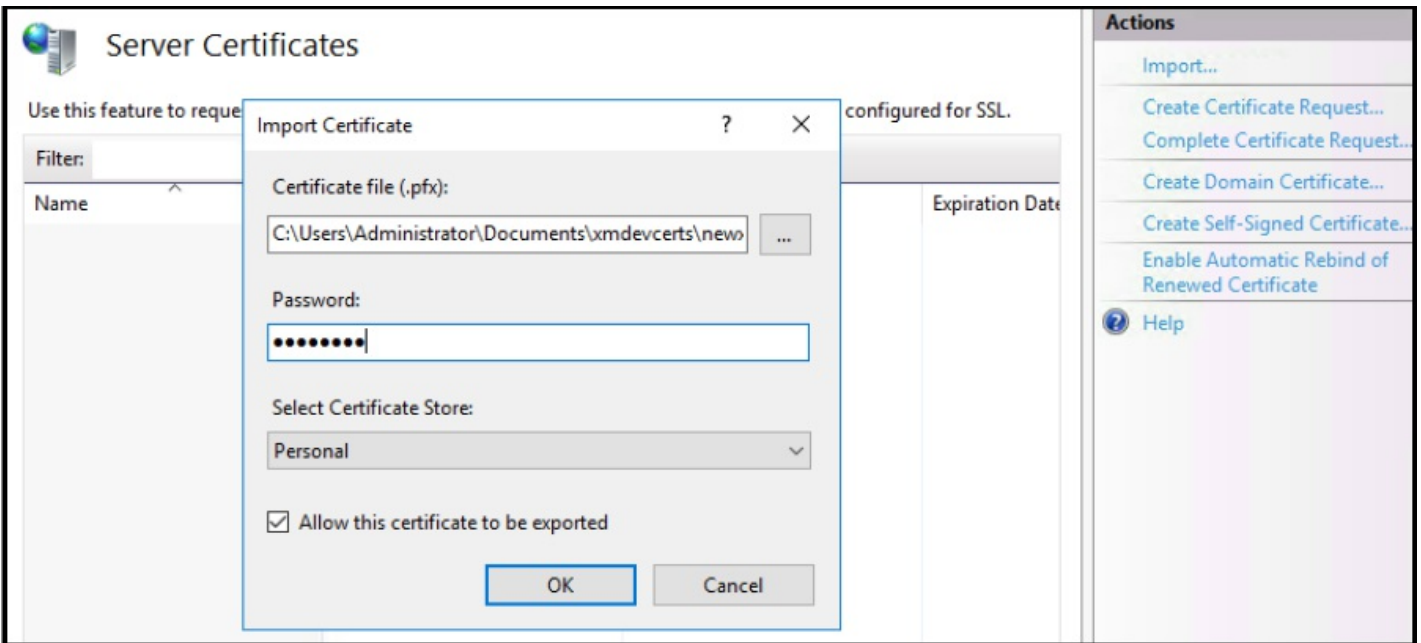 Server Certificates
Use this feature to reque
configured for SSL.
Filter:
Name
Expiration Date
Import Certificate
?
Certificate file (.pfx):
C:\Users\Administrator\Documents\xmdevcerts\new
...
Password:
••••••••
Select Certificate Store:
Personal
Allow this certificate to be exported
OK
Cancel
Actions
Import...
Create Certificate Request...
Complete Certificate Request...
Create Domain Certificate...
Create Self-Signed Certificate...
Enable Automatic Rebind of
Renewed Certificate
Help